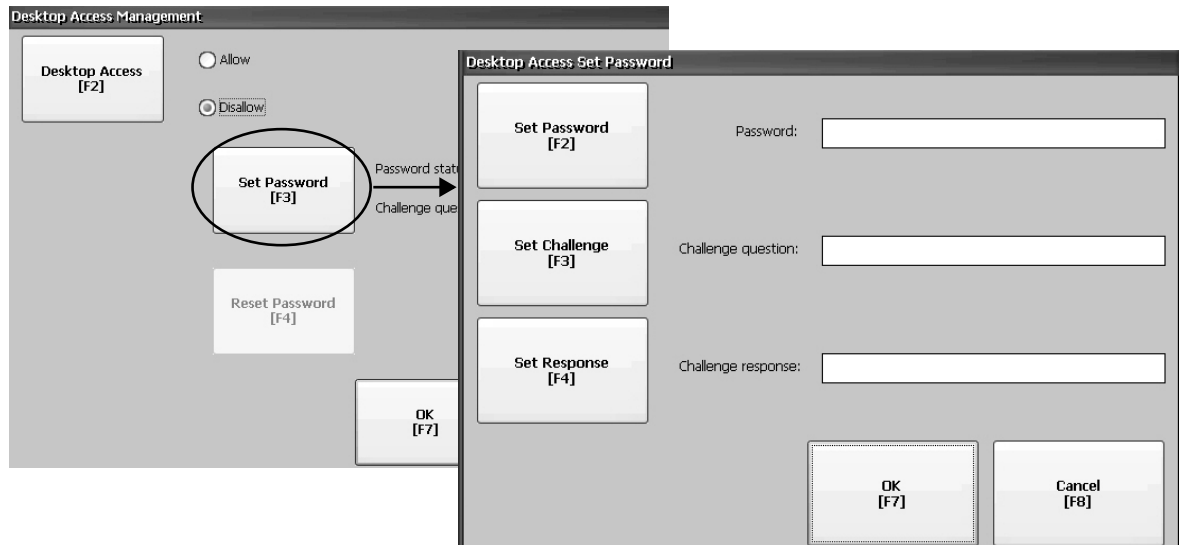 Desktop Access Management
Desktop Access
[F2]
Allow
Disallow
Set Password
[F3]
Password
Challenge
Reset Password
[F4]
OK
[F7]
Desktop Access Set Password
Set Password
[F2]
Password:
Set Challenge
[F3]
Challenge question:
Set Response
[F4]
Challenge response:
OK
[F7]
Cancel
[F8]